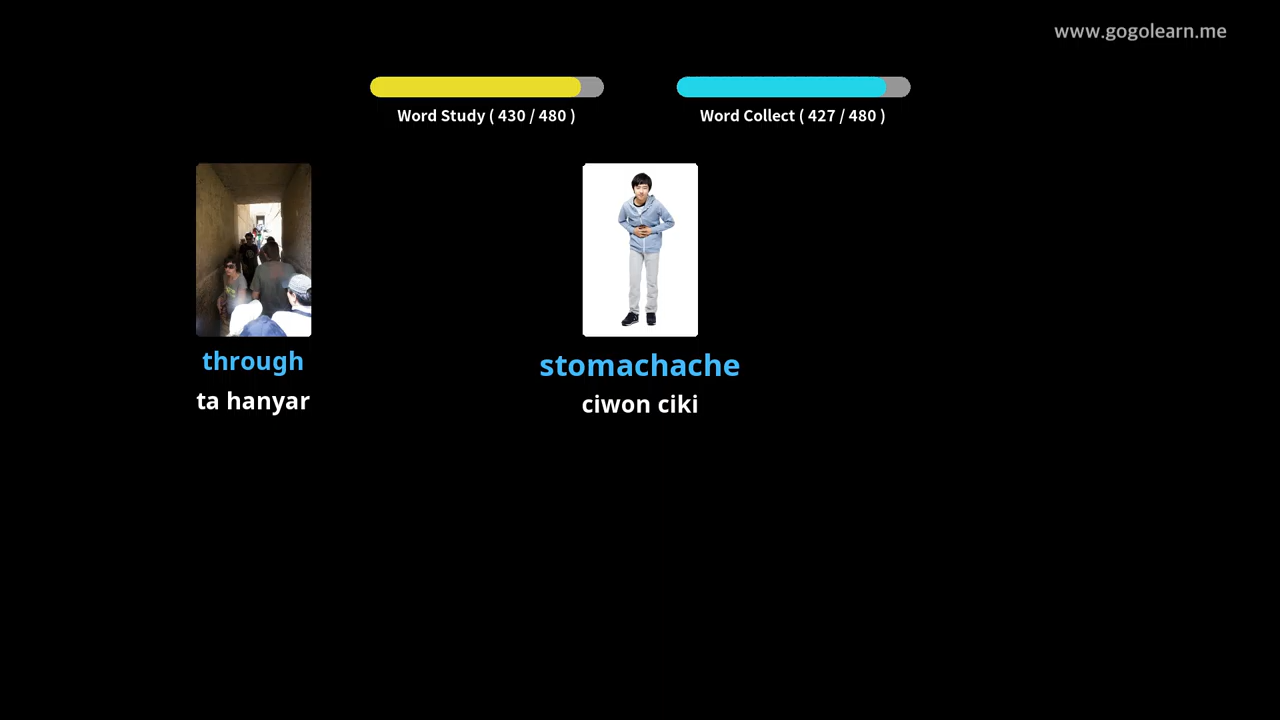 www.gogolearn.me
Word Study ( 430 / 480 )
Word Collect ( 427 / 480 )
through
ta hanyar
stomachache
ciwon ciki